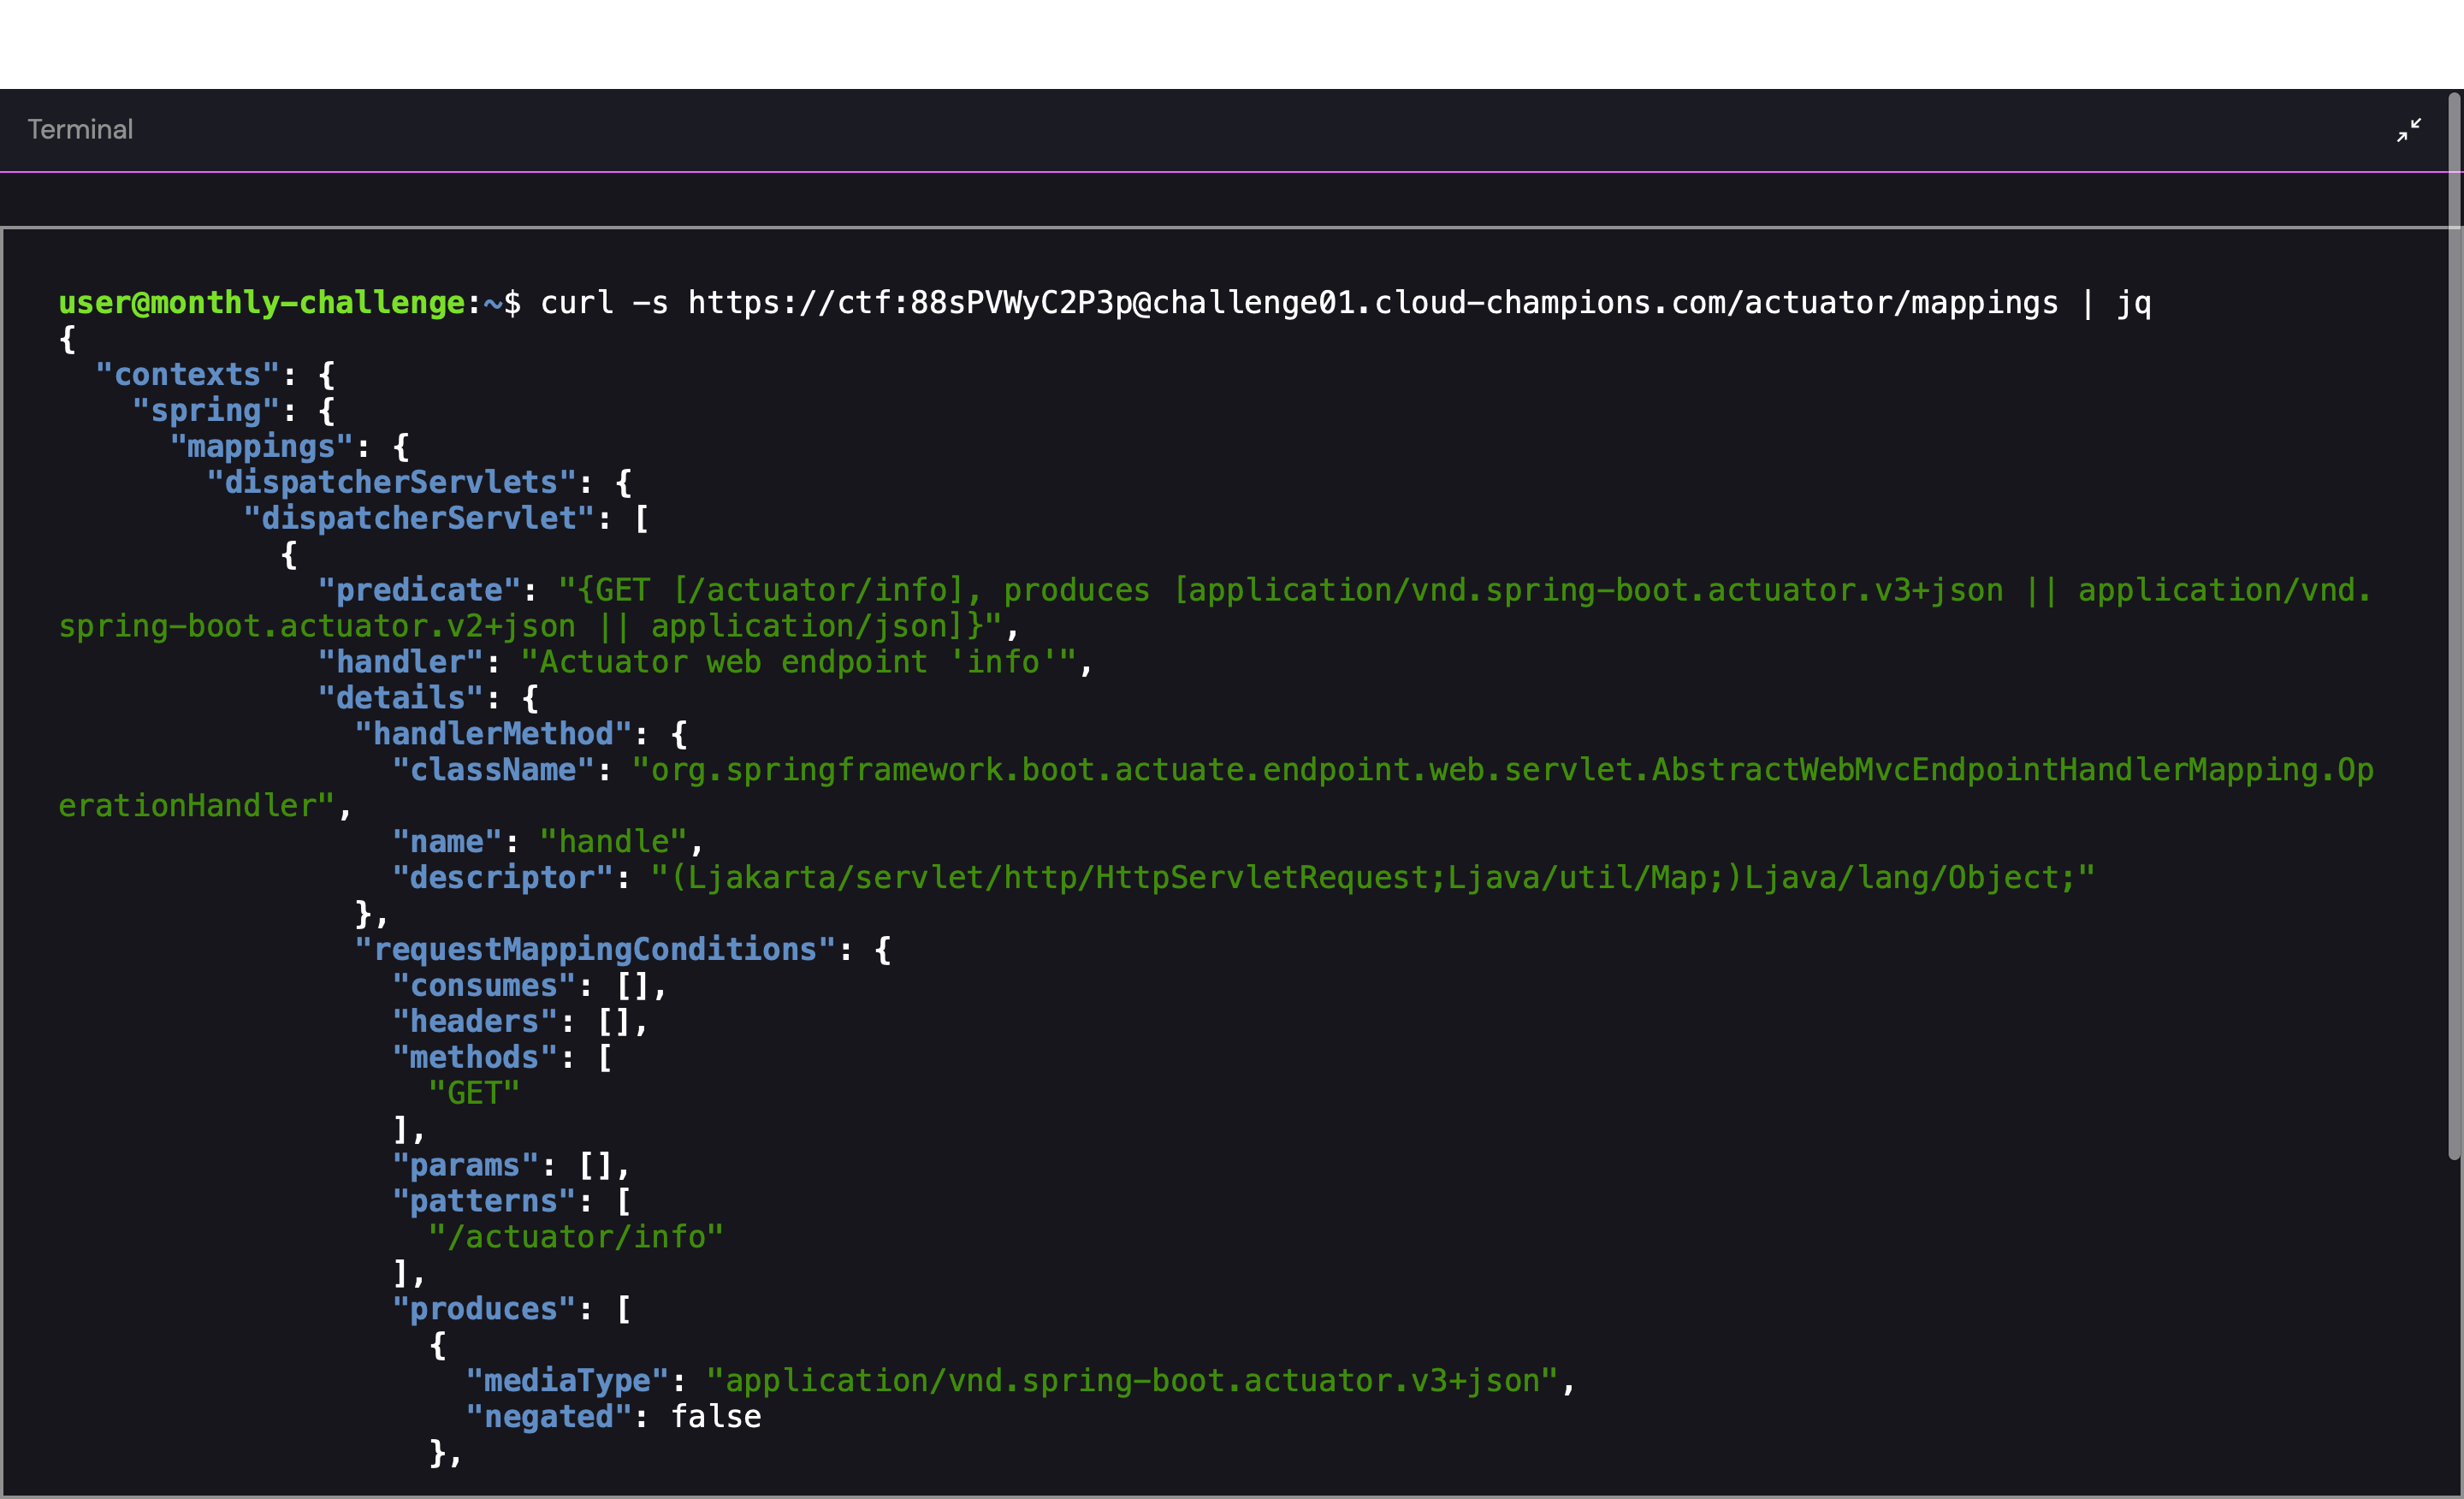 Terminal
user@monthly-challenge:~$ curl -s https://ctf:88sPVWyC2P3p@challenge01.cloud-champions.com/actuator/mappings | jq
{
  "contexts": {
    "spring": {
      "mappings": {
        "dispatcherServlets": {
          "dispatcherServlet": [
            {
              "predicate": "{GET [/actuator/info], produces [application/vnd.spring-boot.actuator.v3+json || application/vnd.
spring-boot.actuator.v2+json || application/json]}",
              "handler": "Actuator web endpoint 'info'",
              "details": {
                "handlerMethod": {
                  "className": "org.springframework.boot.actuate.endpoint.web.servlet.AbstractWebMvcEndpointHandlerMapping.Op
erationHandler",
                  "name": "handle",
                  "descriptor": "(Ljakarta/servlet/http/HttpServletRequest;Ljava/util/Map;)Ljava/lang/Object;"
                },
                "requestMappingConditions": {
                  "consumes": [],
                  "headers": [],
                  "methods": [
                    "GET"
                  ],
                  "params": [],
                  "patterns": [
                    "/actuator/info"
                  ],
                  "produces": [
                    {
                      "mediaType": "application/vnd.spring-boot.actuator.v3+json",
                      "negated": false
                    },